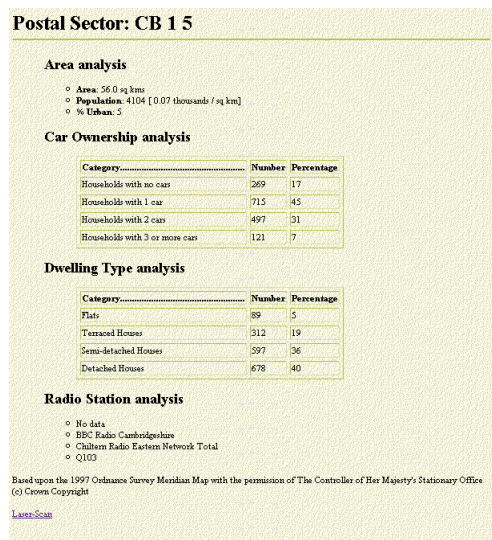 Postal Sector: CB 1 5
Area analysis
Area: 56.0 sq kms
Population: 4104 [ 0.07 thousands / sq km]
% Urban: 5
Car Ownership analysis
Category.................................................... Number Percentage
Households with no cars 269 17
Households with 1 car 715 45
Households with 2 cars 497 31
Households with 3 or more cars 121 7
Dwelling Type analysis
Category.................................................... Number Percentage
Flats 89 5
Terraced Houses 312 19
Semi-detached Houses 597 36
Detached Houses 678 40
Radio Station analysis
No data
BBC Radio Cambridgeshire
Chiltern Radio Eastern Network Total
Q103
Based upon the 1997 Ordnance Survey Meridian Map with the permission of The Controller of Her Majesty's Stationary Office
(c) Crown Copyright
Laser-Scan